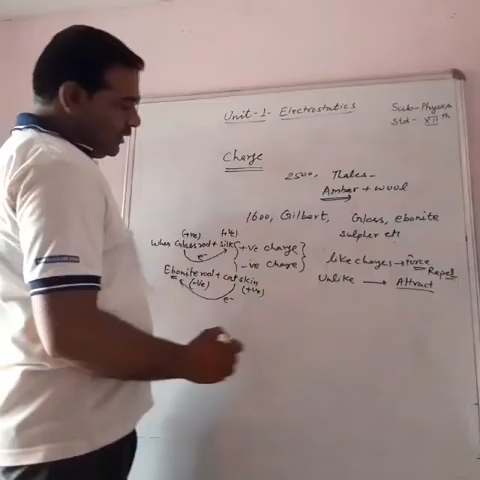 Unit-1. Electrostatics
Sub-Physics
Std- XII th
Charge
2500, Thales-
Amber + wool
1600, Gilbert, Glass, ebonite
sulpher etc
(+ve) (-ve)
When Glass rod + silk
e-
+ve charge
-ve charge
Ebonite rod + cat skin
(-ve) (+ve)
e-
like charges → Force
Repel
Unlike → Attract